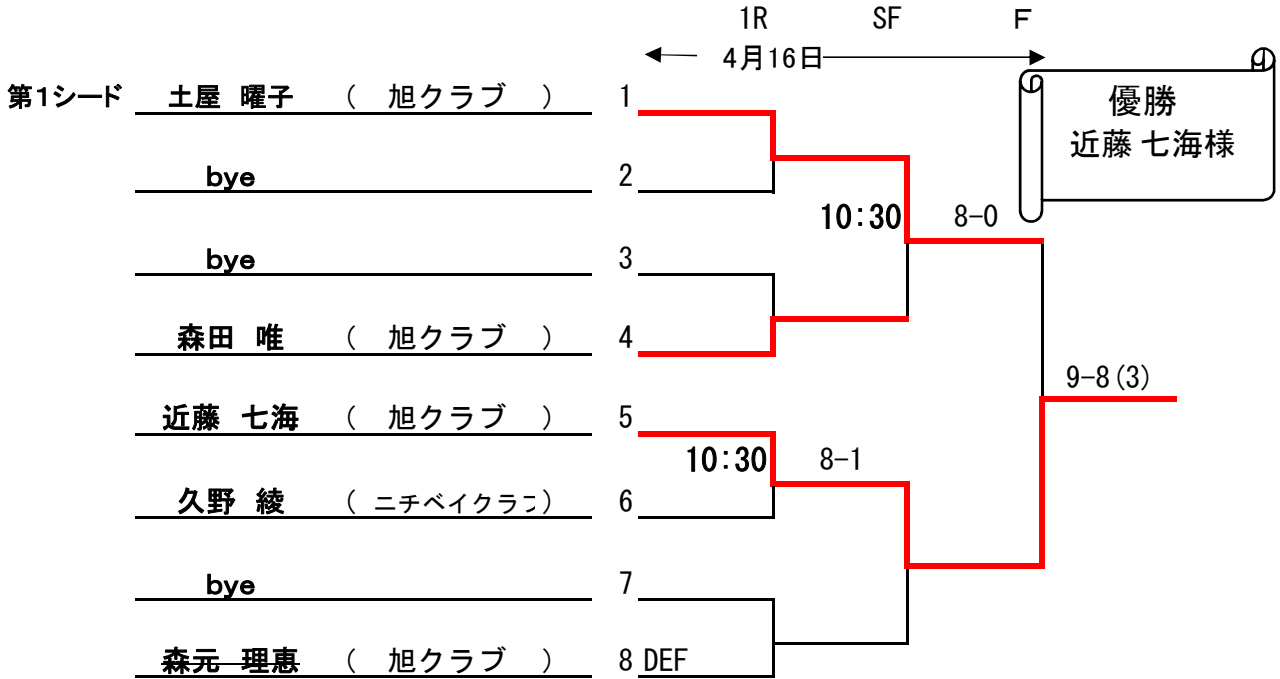 1R SF F
4月16日
優勝
近藤 七海様
第1シード 土屋 曜子 ( 旭クラブ ) 1
bye 2
10:30 8-0
bye 3
森田 唯 ( 旭クラブ ) 4
9-8(3)
近藤 七海 ( 旭クラブ ) 5
10:30 8-1
久野 綾 ( ニチベイクラブ) 6
bye 7
森元 理恵 ( 旭クラブ ) 8 DEF